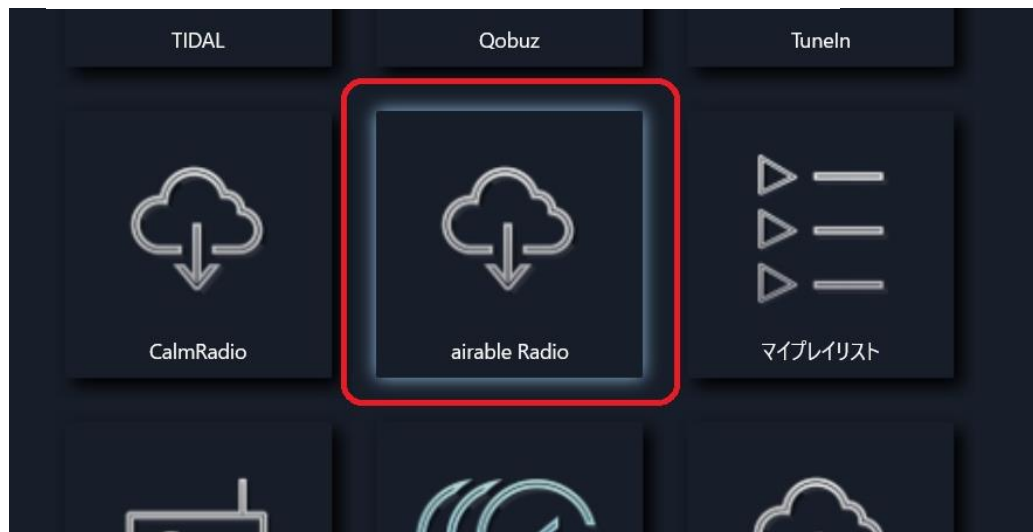 TIDAL
Qobuz
TuneIn
CalmRadio
airable Radio
マイプレイリスト